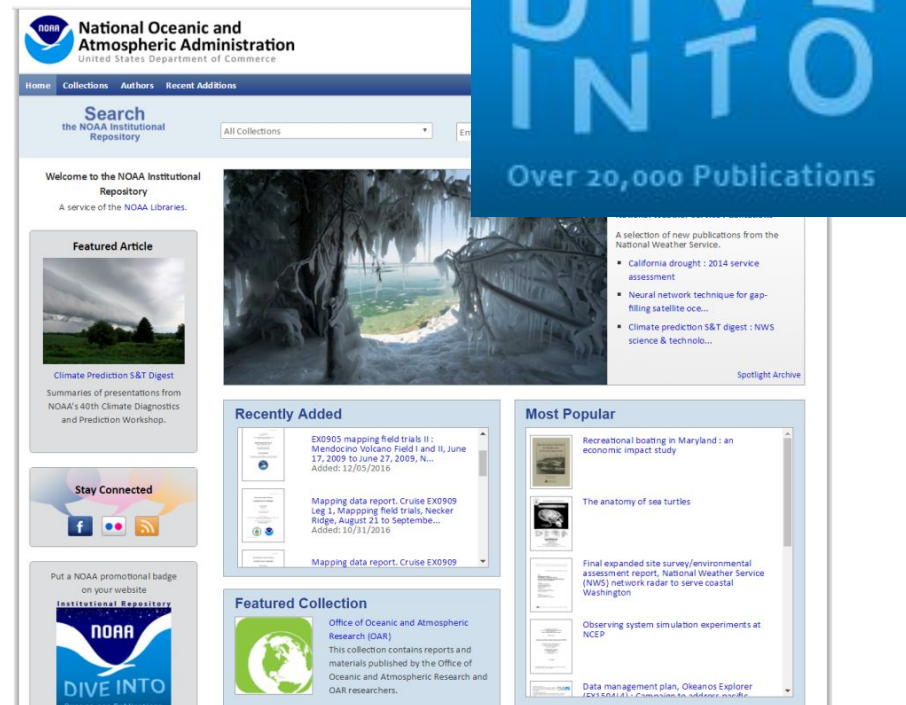 NOAA
National Oceanic and
Atmospheric Administration
United States Department of Commerce
Home Collections Authors Recent Additions
Search
the NOAA Institutional
Repository
All Collections
INTO
Over 20,000 Publications
Welcome to the NOAA Institutional
Repository
A service of the NOAA Libraries.
Featured Article
Climate Prediction S&T Digest
Summaries of presentations from
NOAA's 40th Climate Diagnostics
and Prediction Workshop.
A selection of new publications from the
National Weather Service.
California drought : 2014 service
assessment
Neural network technique for gap-
filling satellite oce...
Climate prediction S&T digest : NWS
science & technolo...
Spotlight Archive
Stay Connected
Put a NOAA promotional badge
on your website
Institutional Repository
NOAA
DIVE INTO
Recently Added
EX0905 mapping field trials II :
Mendocino Volcano Field I and II, June
17, 2009 to June 27, 2009, N...
Added: 12/05/2016
Mapping data report. Cruise EX0909
Leg 1, Mappping field trials, Necker
Ridge, August 21 to Septembe...
Added: 10/31/2016
Mapping data report. Cruise EX0909
Most Popular
Recreational boating in Maryland : an
economic impact study
The anatomy of sea turtles
Final expanded site survey/environmental
assessment report, National Weather Service
(NWS) network radar to serve coastal
Washington
Observing system simulation experiments at
NCEP
Data management plan, Okeanos Explorer
(EX1504L4) : Campaign to address pacific
Featured Collection
Office of Oceanic and Atmospheric
Research (OAR)
This collection contains reports and
materials published by the Office of
Oceanic and Atmospheric Research and
OAR researchers.